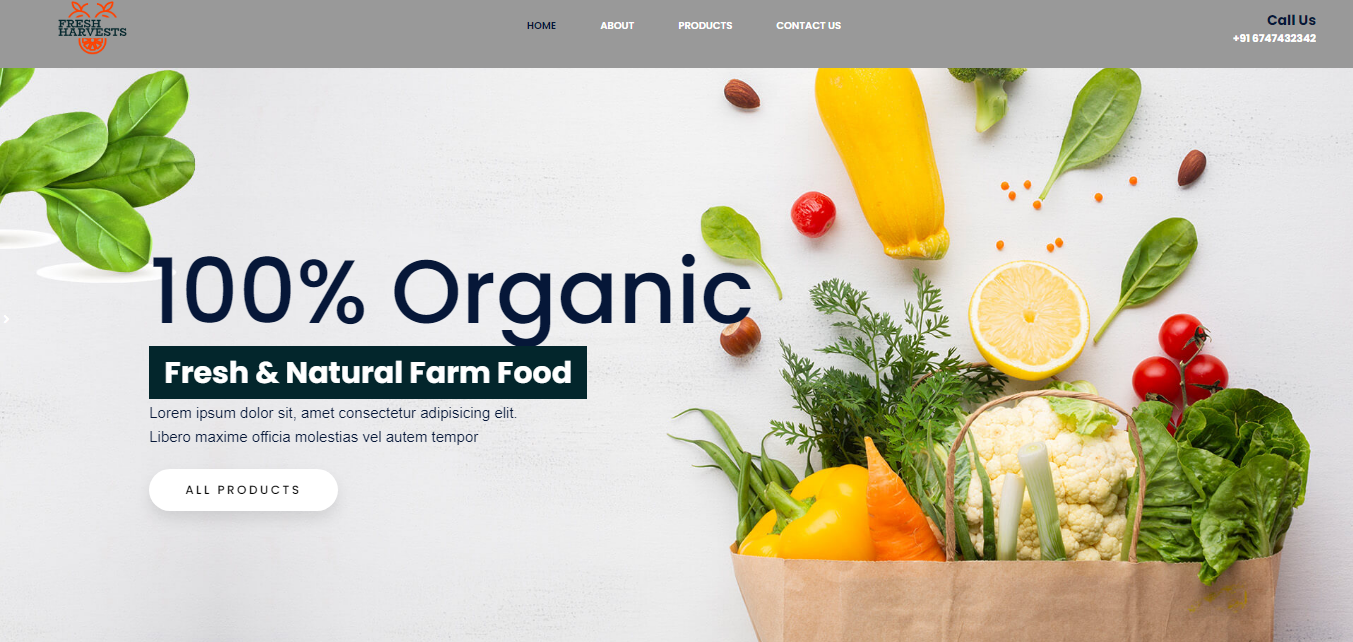 FRESH
HARVESTS
HOME
ABOUT
PRODUCTS
CONTACT US
Call Us
+91 6747432342
100% Organic
Fresh & Natural Farm Food
Lorem ipsum dolor sit, amet consectetur adipisicing elit.
Libero maxime officia molestias vel autem tempor
ALL PRODUCTS